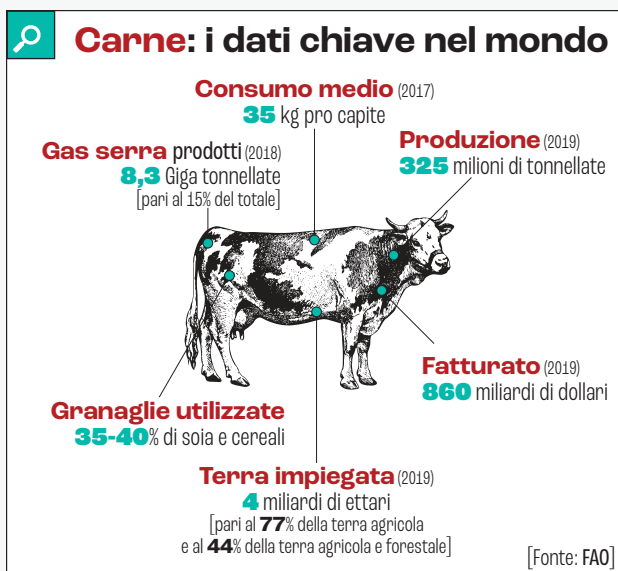 Carne: i dati chiave nel mondo
Consumo medio (2017)
35 kg pro capite
Gas serra prodotti (2018)
8,3 Giga tonnellate
[pari al 15% del totale]
Produzione (2019)
325 milioni di tonnellate
Fatturato (2019)
860 miliardi di dollari
Granaglie utilizzate
35-40% di soia e cereali
Terra impiegata (2019)
4 miliardi di ettari
[pari al 77% della terra agricola
e al 44% della terra agricola e forestale]
[Fonte: FAO]